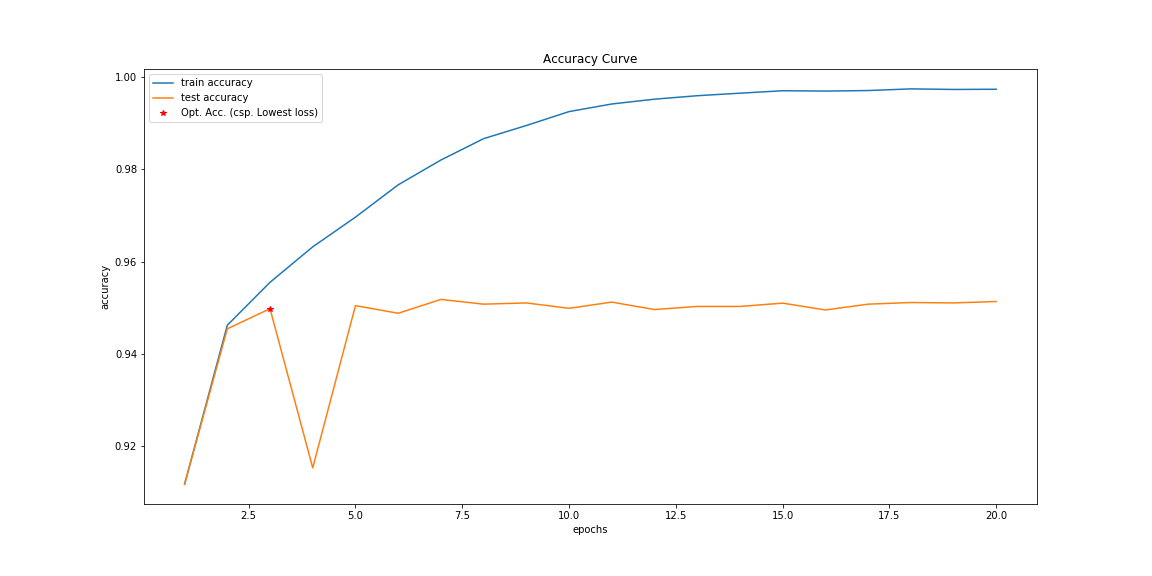 Accuracy Curve
train accuracy
test accuracy
Opt. Acc. (csp. Lowest loss)
1.00
0.98
0.96
0.94
0.92
accuracy
2.5 5.0 7.5 10.0 12.5 15.0 17.5 20.0
epochs